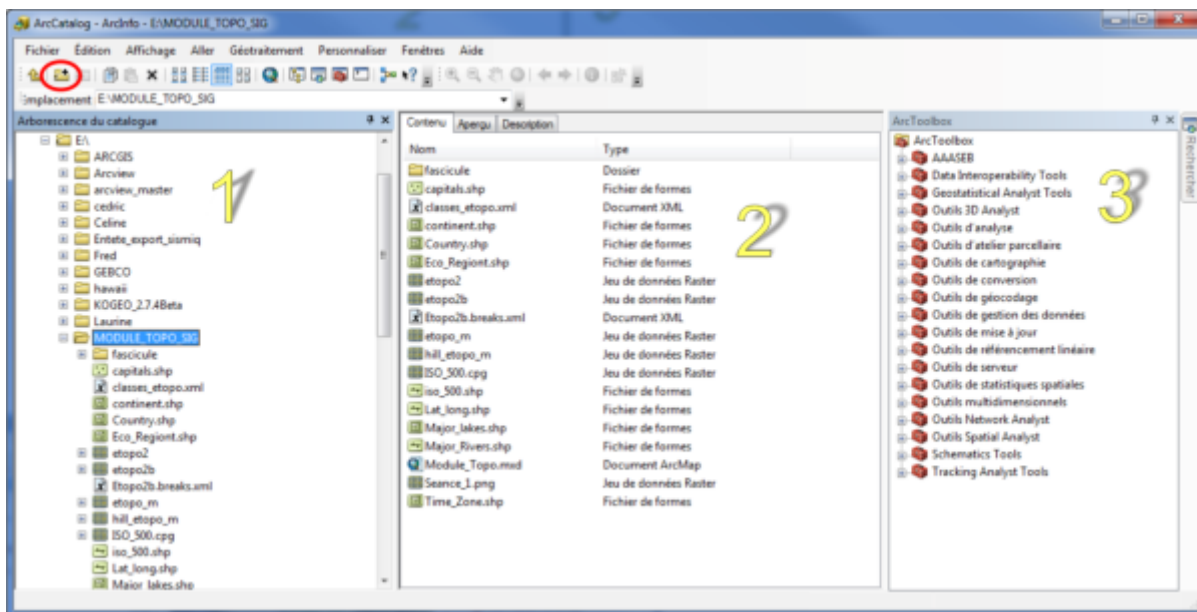 ArcCatalog - ArcInfo - E:\MODULE_TOPO_SIG
Fichier Édition Affichage Aller Géotraitement Personnaliser Fenêtres Aide
Emplacement E:\MODULE_TOPO_SIG
Arborescence du catalogue
E:\
ARCGIS
Arcview
arcview_master
cedric
Celine
Entete_export_sismiq
Fred
GEBCO
hawaii
KOGEO_2.7.4Beta
Laurine
MODULE_TOPO_SIG
fascicule
capitals.shp
classes_etopo.xml
continent.shp
Country.shp
Eco_Regiont.shp
etopo2
etopo2b
Etopo2b.breaks.xml
etopo_m
hill_etopo_m
ISO_500.cpg
iso_500.shp
Lat_long.shp
Major_lakes.shp
1
Contenu Aperçu Description
Nom Type
fascicule Dossier
capitals.shp Fichier de formes
classes_etopo.xml Document XML
continent.shp Fichier de formes
Country.shp Fichier de formes
Eco_Regiont.shp Fichier de formes
etopo2 Jeu de données Raster
etopo2b Jeu de données Raster
Etopo2b.breaks.xml Document XML
etopo_m Jeu de données Raster
hill_etopo_m Jeu de données Raster
ISO_500.cpg Jeu de données Raster
iso_500.shp Fichier de formes
Lat_long.shp Fichier de formes
Major_lakes.shp Fichier de formes
Major_Rivers.shp Fichier de formes
Module_Topo.mxd Document ArcMap
Seance_1.png Jeu de données Raster
Time_Zone.shp Fichier de formes
2
ArcToolbox
ArcToolbox
AAASEB
Data Interoperability Tools
Geostatistical Analyst Tools
Outils 3D Analyst
Outils d'analyse
Outils d'atelier parcellaire
Outils de cartographie
Outils de conversion
Outils de géocodage
Outils de gestion des données
Outils de mise à jour
Outils de référencement linéaire
Outils de serveur
Outils de statistiques spatiales
Outils multidimensionnels
Outils Network Analyst
Outils Spatial Analyst
Schematics Tools
Tracking Analyst Tools
3
Rechercher